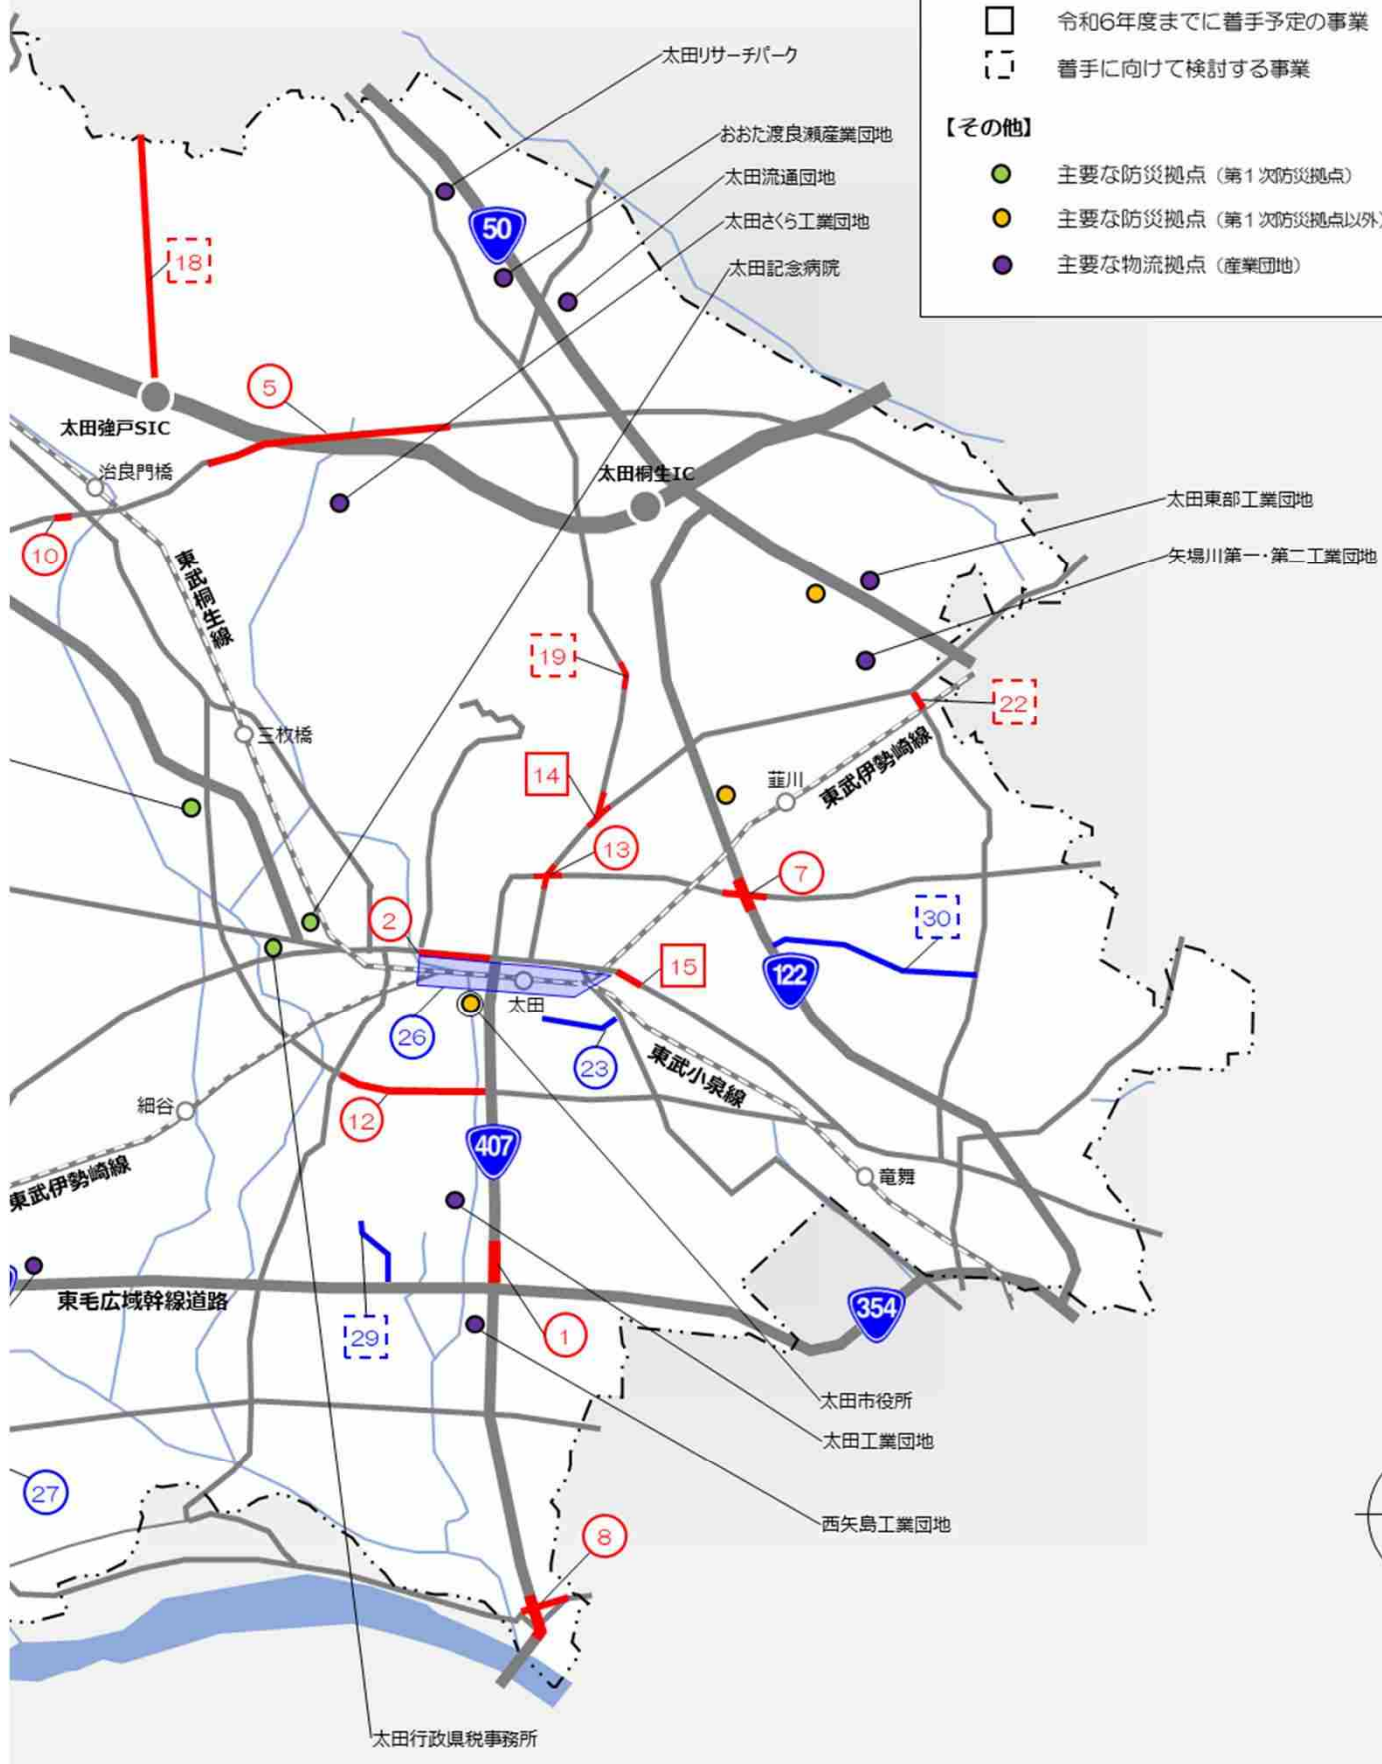 令和6年度までに着手予定の事業
着手に向けて検討する事業
【その他】
主要な防災拠点（第1次防災拠点）
主要な防災拠点（第1次防災拠点以外）
主要な物流拠点（産業団地）
太田リサーチパーク
おおた渡良瀬産業団地
太田流通団地
太田さくら工業団地
太田記念病院
50
18
5
太田強戸SIC
治良門橋
太田桐生IC
10
東武桐生線
太田東部工業団地
矢場川第一・第二工業団地
19
22
三枚橋
14
韮川
東武伊勢崎線
13
7
2
30
15
122
太田
26
23
東武小泉線
細谷
12
407
竜舞
東武伊勢崎線
東毛広域幹線道路
29
1
354
太田市役所
太田工業団地
27
西矢島工業団地
8
太田行政県税事務所